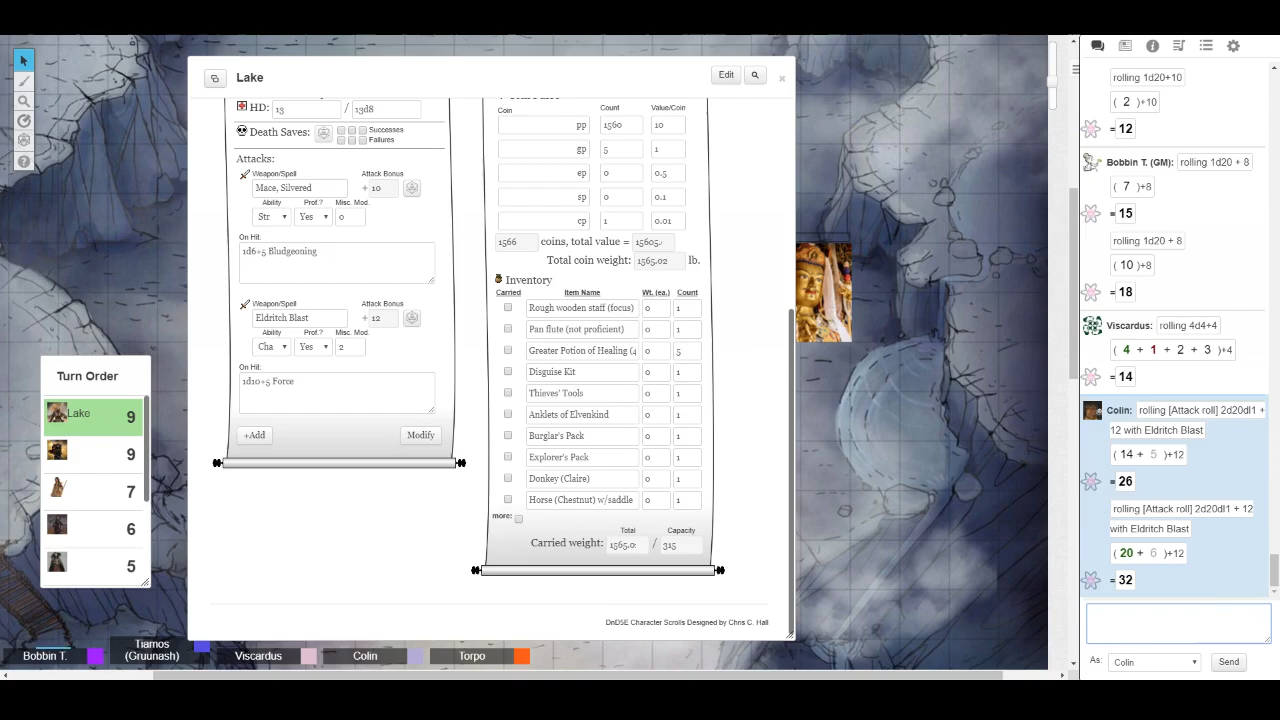 Lake
Edit
HD: 13 / 13d8
Death Saves: Successes
Failures
Attacks:
Weapon/Spell Attack Bonus
Mace, Silvered + 10
Ability Prof.? Misc. Mod.
Str Yes 0
On Hit:
1d6+5 Bludgeoning
Weapon/Spell Attack Bonus
Eldritch Blast + 12
Ability Prof.? Misc. Mod.
Cha Yes 2
On Hit:
1d10+5 Force
+Add Modify
Coin Count Value/Coin
pp 1560 10
gp 5 1
ep 0 0.5
sp 0 0.1
cp 1 0.01
1566 coins, total value = 15605.
Total coin weight: 1565.02 lb.
Inventory
Carried Item Name Wt. (ea.) Count
Rough wooden staff (focus) 0 1
Pan flute (not proficient) 0 1
Greater Potion of Healing (4 0 5
Disguise Kit 0 1
Thieves' Tools 0 1
Anklets of Elvenkind 0 1
Burglar's Pack 0 1
Explorer's Pack 0 1
Donkey (Claire) 0 1
Horse (Chestnut) w/saddle 0 1
more:
Total Capacity
Carried weight: 1565.0 / 315
DnD5E Character Scrolls Designed by Chris C. Hall
Turn Order
Lake 9
9
7
6
5
Bobbin T.
Tiamos
(Gruunash)
Viscardus
Colin
Torpo
rolling 1d20+10
( 2 )+10
= 12
Bobbin T. (GM): rolling 1d20 + 8
( 7 )+8
= 15
rolling 1d20 + 8
( 10 )+8
= 18
Viscardus: rolling 4d4+4
( 4 + 1 + 2 + 3 )+4
= 14
Colin: rolling [Attack roll] 2d20dl1 +
12 with Eldritch Blast
( 14 + 5 )+12
= 26
rolling [Attack roll] 2d20dl1 + 12
with Eldritch Blast
( 20 + 6 )+12
= 32
As: Colin Send